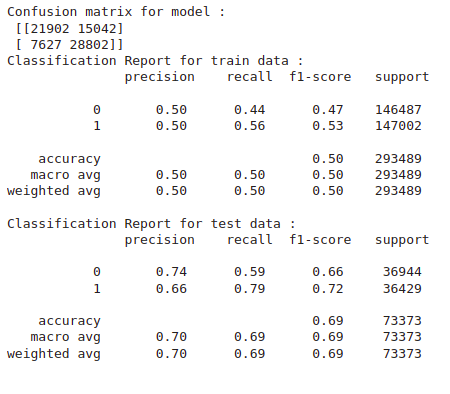 Confusion matrix for model :
[[21902 15042]
[ 7627 28802]]
Classification Report for train data :
precision recall f1-score support
0 0.50 0.44 0.47 146487
1 0.50 0.56 0.53 147002
accuracy 0.50 293489
macro avg 0.50 0.50 0.50 293489
weighted avg 0.50 0.50 0.50 293489
Classification Report for test data :
precision recall f1-score support
0 0.74 0.59 0.66 36944
1 0.66 0.79 0.72 36429
accuracy 0.69 73373
macro avg 0.70 0.69 0.69 73373
weighted avg 0.70 0.69 0.69 73373